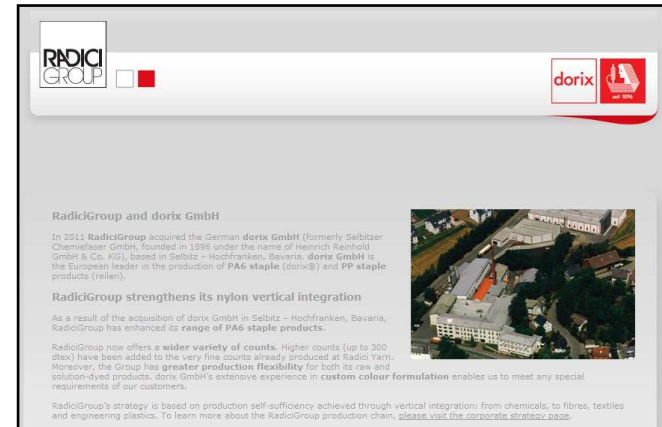 RADICI
GROUP
dorix
seit 1896
RadiciGroup and dorix GmbH
In 2011 RadiciGroup acquired the German dorix GmbH (formerly Selbitzer
Chemiefaser GmbH, founded in 1896 under the name of Heinrich Reinhold
GmbH & Co. KG), based in Selbitz – Hochfranken, Bavaria. dorix GmbH is
the European leader in the production of PA6 staple (dorix®) and PP staple
products (reilen).
RadiciGroup strengthens its nylon vertical integration
As a result of the acquisition of dorix GmbH in Selbitz – Hochfranken, Bavaria,
RadiciGroup has enhanced its range of PA6 staple products.
RadiciGroup now offers a wider variety of counts. Higher counts (up to 300
dtex) have been added to the very fine counts already produced at Radici Yarn.
Moreover, the Group has greater production flexibility for both its raw and
solution-dyed products. dorix GmbH's extensive experience in custom colour formulation enables us to meet any special
requirements of our customers.
RadiciGroup's strategy is based on production self-sufficiency achieved through vertical integration: from chemicals, to fibres, textiles
and engineering plastics. To learn more about the RadiciGroup production chain, please visit the corporate strategy page.